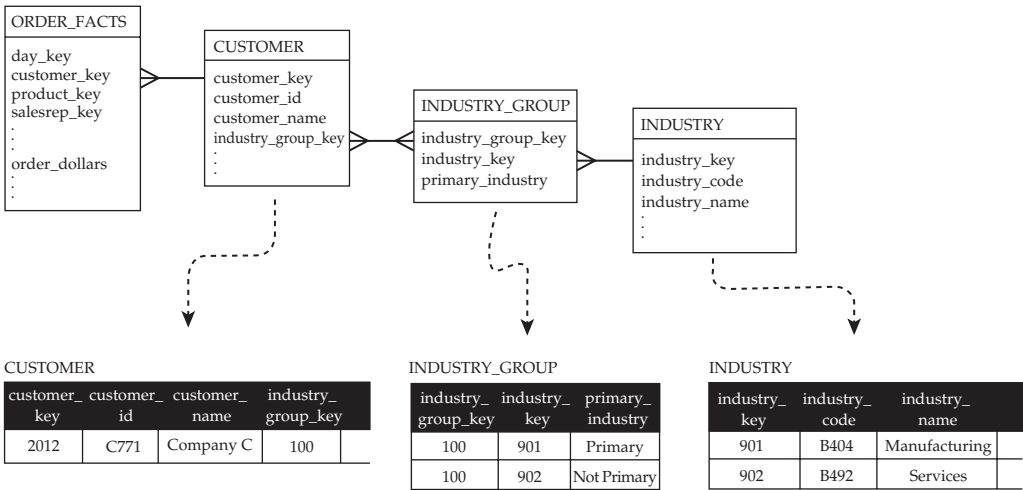 ORDER_FACTS
day_key
customer_key
product_key
salesrep_key
.
.
.
order_dollars
.
.
.
CUSTOMER
customer_key
customer_id
customer_name
industry_group_key
.
.
.
INDUSTRY_GROUP
industry_group_key
industry_key
primary_industry
INDUSTRY
industry_key
industry_code
industry_name
.
.
.
CUSTOMER
customer_ customer_ customer_ industry_
key id name group_key
2012 C771 Company C 100
INDUSTRY_GROUP
industry_ industry_ primary_
group_key key industry
100 901 Primary
100 902 Not Primary
INDUSTRY
industry_ industry_ industry_
key code name
901 B404 Manufacturing
902 B492 Services